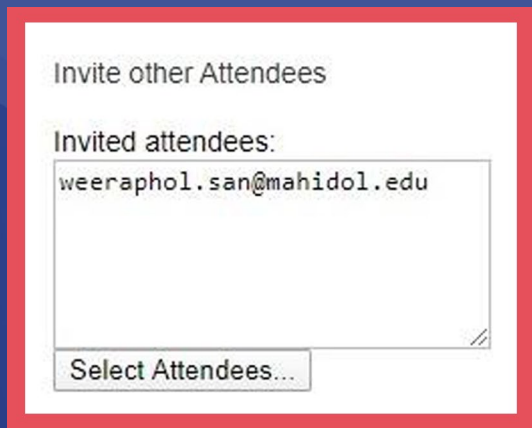 Invite other Attendees
Invited attendees:
weeraphol.san@mahidol.edu
Select Attendees...